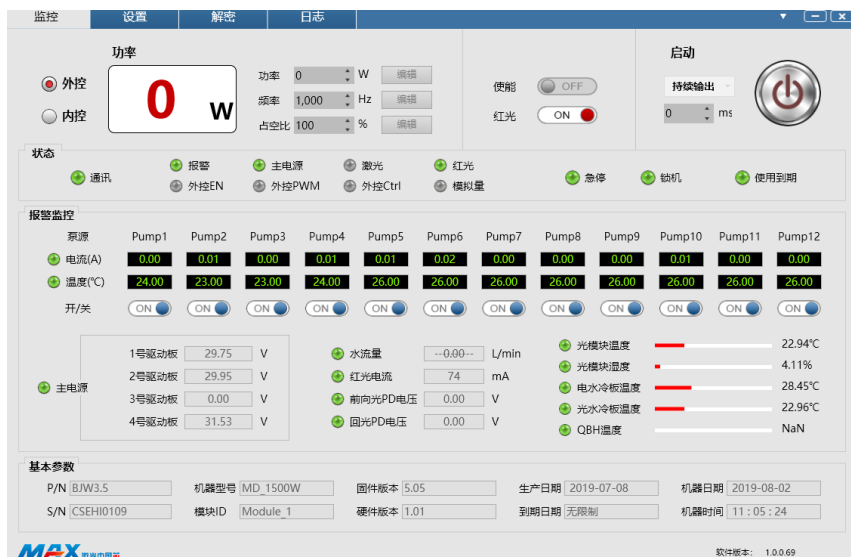 监控 设置 解密 日志
功率 启动
外控 0 W 功率 0 W 编辑 使能 OFF 持续输出
频率 1,000 Hz 编辑
内控 占空比 100 % 编辑 红光 ON 0 ms
状态
通讯 报警 主电源 激光 红光 急停 锁机 使用到期
外控EN 外控PWM 外控Ctrl 模拟量
报警监控
泵源 Pump1 Pump2 Pump3 Pump4 Pump5 Pump6 Pump7 Pump8 Pump9 Pump10 Pump11 Pump12
电流(A) 0.00 0.01 0.00 0.01 0.01 0.02 0.00 0.00 0.00 0.01 0.00 0.00
温度(℃) 24.00 23.00 23.00 24.00 26.00 26.00 26.00 26.00 26.00 26.00 26.00 26.00
开/关 ON ON ON ON ON ON ON ON ON ON ON ON
主电源
1号驱动板 29.75 V
2号驱动板 29.95 V
3号驱动板 0.00 V
4号驱动板 31.53 V
水流量 --0.00-- L/min
红光电流 74 mA
前向光PD电压 0.00 V
回光PD电压 0.00 V
光模块温度 22.94℃
光模块湿度 4.11%
电水冷板温度 28.45℃
光水冷板温度 22.96℃
QBH温度 NaN
基本参数
P/N BJW3.5 机器型号 MD_1500W 固件版本 5.05 生产日期 2019-07-08 机器日期 2019-08-02
S/N CSEHI0109 模块ID Module_1 硬件版本 1.01 到期日期 无限制 机器时间 11:05:24
MAX 软件版本: 1.0.0.69